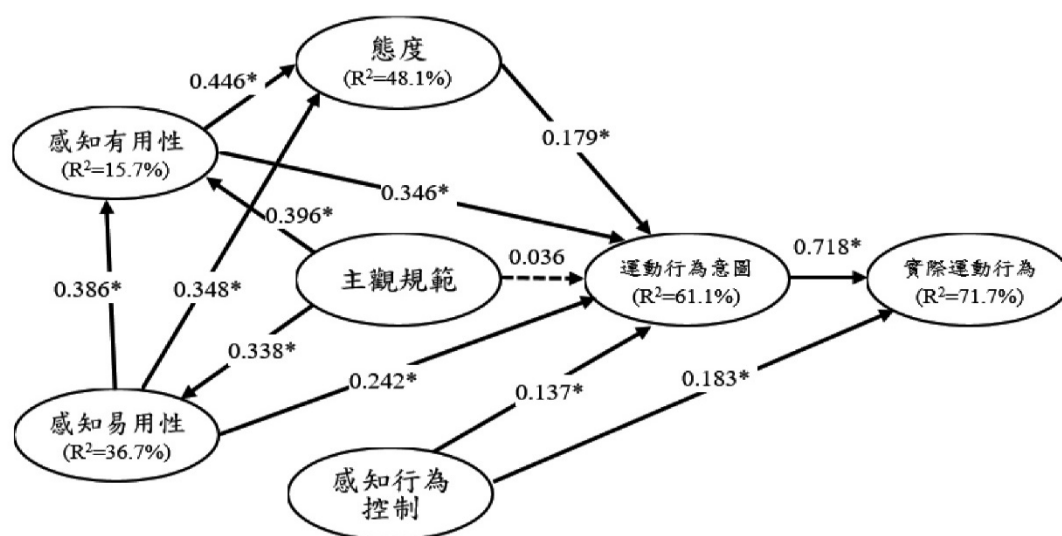 態度
(R²=48.1%)
0.446*
感知有用性
(R²=15.7%)
0.179*
0.346*
0.396*
主觀規範
0.036
運動行為意圖
(R²=61.1%)
0.718*
實際運動行為
(R²=71.7%)
0.386*
0.348*
0.338*
0.242*
0.137*
0.183*
感知易用性
(R²=36.7%)
感知行為
控制